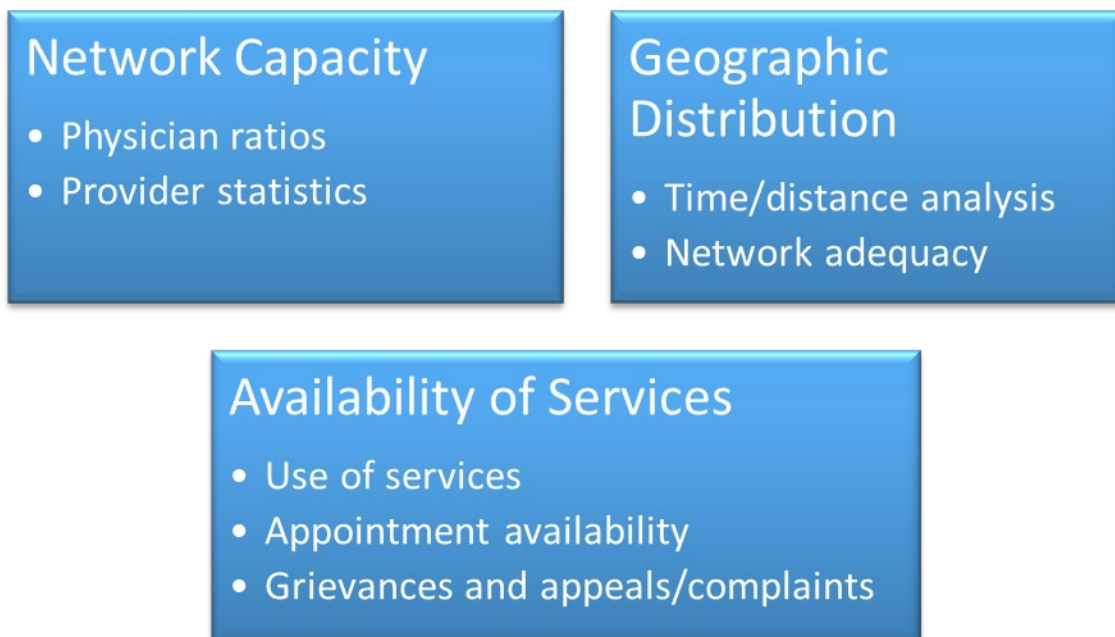 Network Capacity
• Physician ratios
• Provider statistics
Geographic
Distribution
• Time/distance analysis
• Network adequacy
Availability of Services
• Use of services
• Appointment availability
• Grievances and appeals/complaints